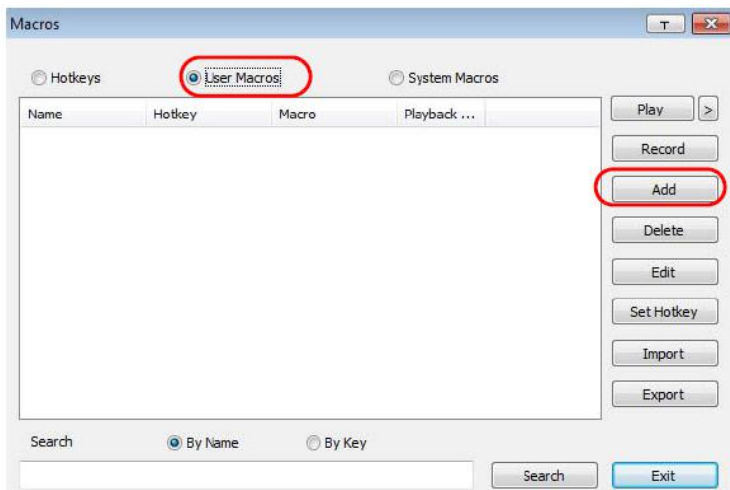 Macros T
Hotkeys User Macros System Macros
Name Hotkey Macro Playback ... Play >
Record
Add
Delete
Edit
Set Hotkey
Import
Export
Search By Name By Key
Search Exit